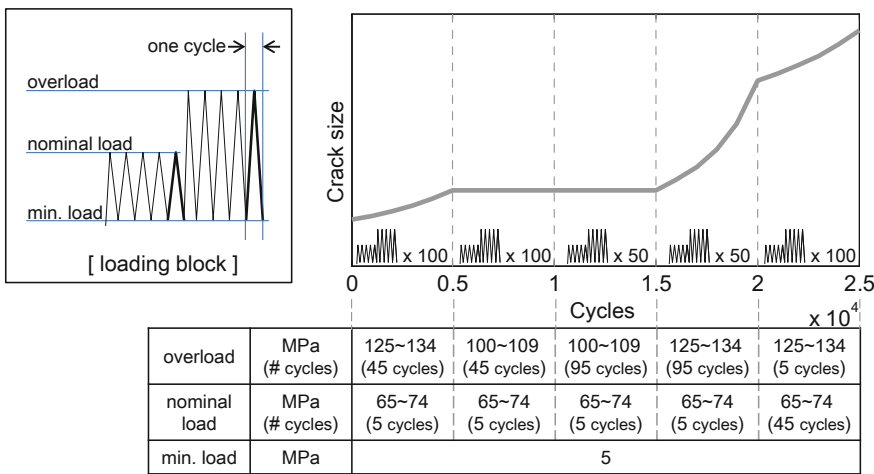 one cycle
overload
nominal load
min. load
[ loading block ]
Crack size
x 100 x 100 x 50 x 50 x 100
0 0.5 1 1.5 2 2.5
Cycles
x 10^4
overload MPa 125~134 100~109 100~109 125~134 125~134
(# cycles) (45 cycles) (45 cycles) (95 cycles) (95 cycles) (5 cycles)
nominal MPa 65~74 65~74 65~74 65~74 65~74
load (# cycles) (5 cycles) (5 cycles) (5 cycles) (5 cycles) (45 cycles)
min. load MPa 5